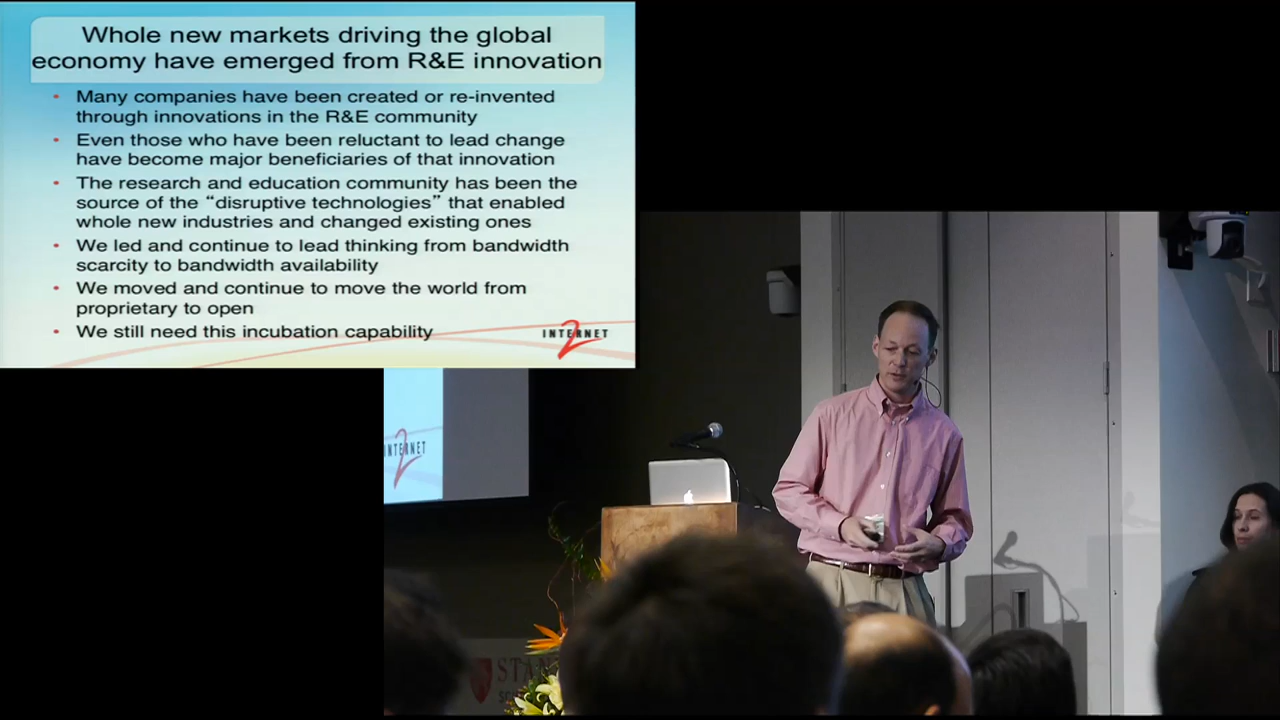 Whole new markets driving the global
economy have emerged from R&E innovation
• Many companies have been created or re-invented
through innovations in the R&E community
• Even those who have been reluctant to lead change
have become major beneficiaries of that innovation
• The research and education community has been the
source of the “disruptive technologies” that enabled
whole new industries and changed existing ones
• We led and continue to lead thinking from bandwidth
scarcity to bandwidth availability
• We moved and continue to move the world from
proprietary to open
• We still need this incubation capability
INTERNET
2
INTERNET
2